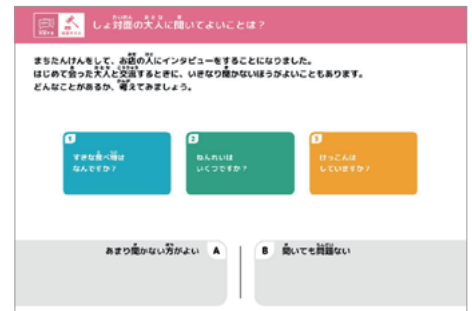 しょ対面の大人に聞いてよいことは？
まちたんけんをして、お店の人にインタビューをすることになりました。
はじめて会った大人と交流するときに、いきなり聞かないほうがよいこともあります。
どんなことがあるか、考えてみましょう。
1
すきな食べ物は
なんですか？
2
ねんれいは
いくつですか？
3
けっこんは
していますか？
あまり聞かない方がよい A
B 聞いても問題ない